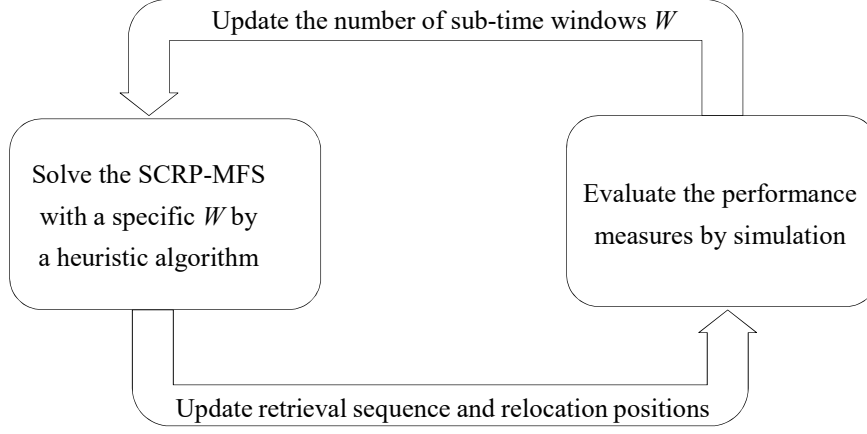 Update the number of sub-time windows W
Solve the SCRP-MFS
with a specific W by
a heuristic algorithm
Evaluate the performance
measures by simulation
Update retrieval sequence and relocation positions